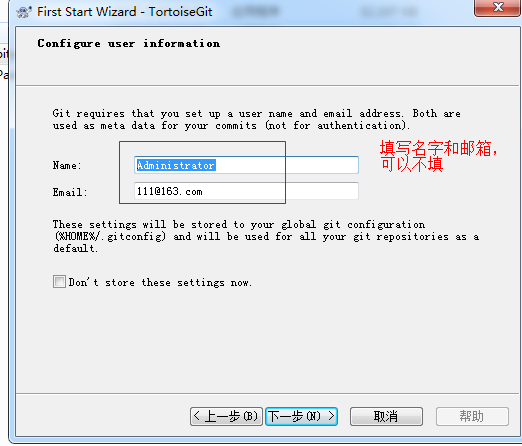 First Start Wizard - TortoiseGit
Configure user information
Git requires that you set up a user name and email address. Both are
used as meta data for your commits (not for authentication).
填写名字和邮箱，
可以不填
Name:
Administrator
Email:
111@163.com
These settings will be stored to your global git configuration
(%HOME%/.gitconfig) and will be used for all your git repositories as a
default.
Don't store these settings now.
< 上一步(B)
下一步(N) >
取消
帮助